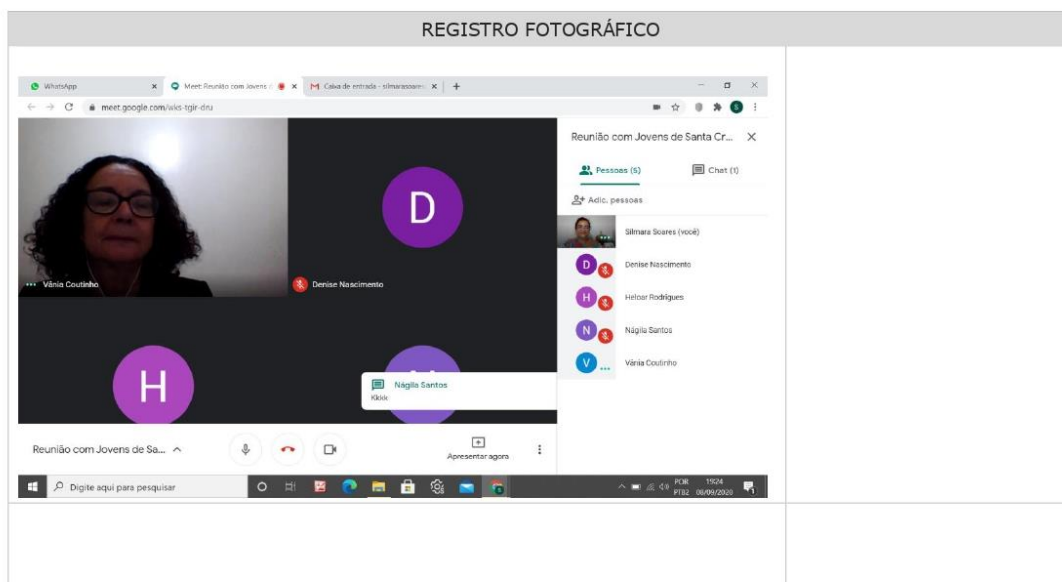 REGISTRO FOTOGRÁFICO
WhatsApp
Meet: Reunião com Jovens
Caixa de entrada - silmarasoares
meet.google.com/wks-tgir-dru
D
Vânia Coutinho
Denise Nascimento
H
Nágila Santos
Kkkk
Reunião com Jovens de Sa...
Apresentar agora
Reunião com Jovens de Santa Cr...
Pessoas (5)
Chat (1)
Adic. pessoas
Silmara Soares (você)
D
Denise Nascimento
H
Heloar Rodrigues
N
Nágila Santos
V
Vânia Coutinho
Digite aqui para pesquisar
POR
PTB2
19:24
08/09/2020